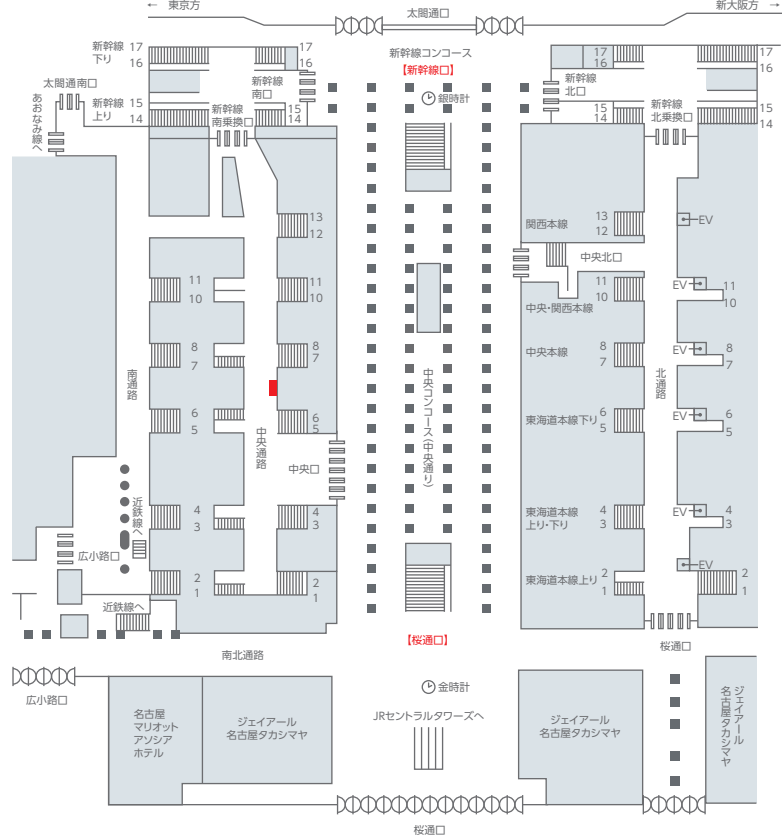 ← 東京方
太閤通口
新大阪方 →
新幹線
下り
17
16
新幹線
南口
17
16
新幹線コンコース
【新幹線口】
17
16
新幹線
北口
17
16
太閤通南口
あおなみ線へ
新幹線
上り
15
14
新幹線
南乗換口
15
14
銀時計
15
14
新幹線
北乗換口
15
14
13
12
関西本線
13
12
EV
中央北口
11
10
11
10
11
10
中央・関西本線
EV
11
10
8
7
8
7
中央本線
8
7
EV
8
7
南通路
中央通路
中央コンコース(中央通り)
北通路
6
5
6
5
東海道本線下り
6
5
EV
6
5
中央口
近鉄線へ
4
3
4
3
東海道本線
上り・下り
4
3
EV
4
3
広小路口
2
1
2
1
東海道本線上り
2
1
EV
2
1
近鉄線へ
【桜通口】
桜通口
南北通路
広小路口
金時計
名古屋
マリオット
アソシア
ホテル
ジェイアール
名古屋タカシマヤ
JRセントラルタワーズへ
ジェイアール
名古屋タカシマヤ
ジェイアール
名古屋タカシマヤ
桜通口